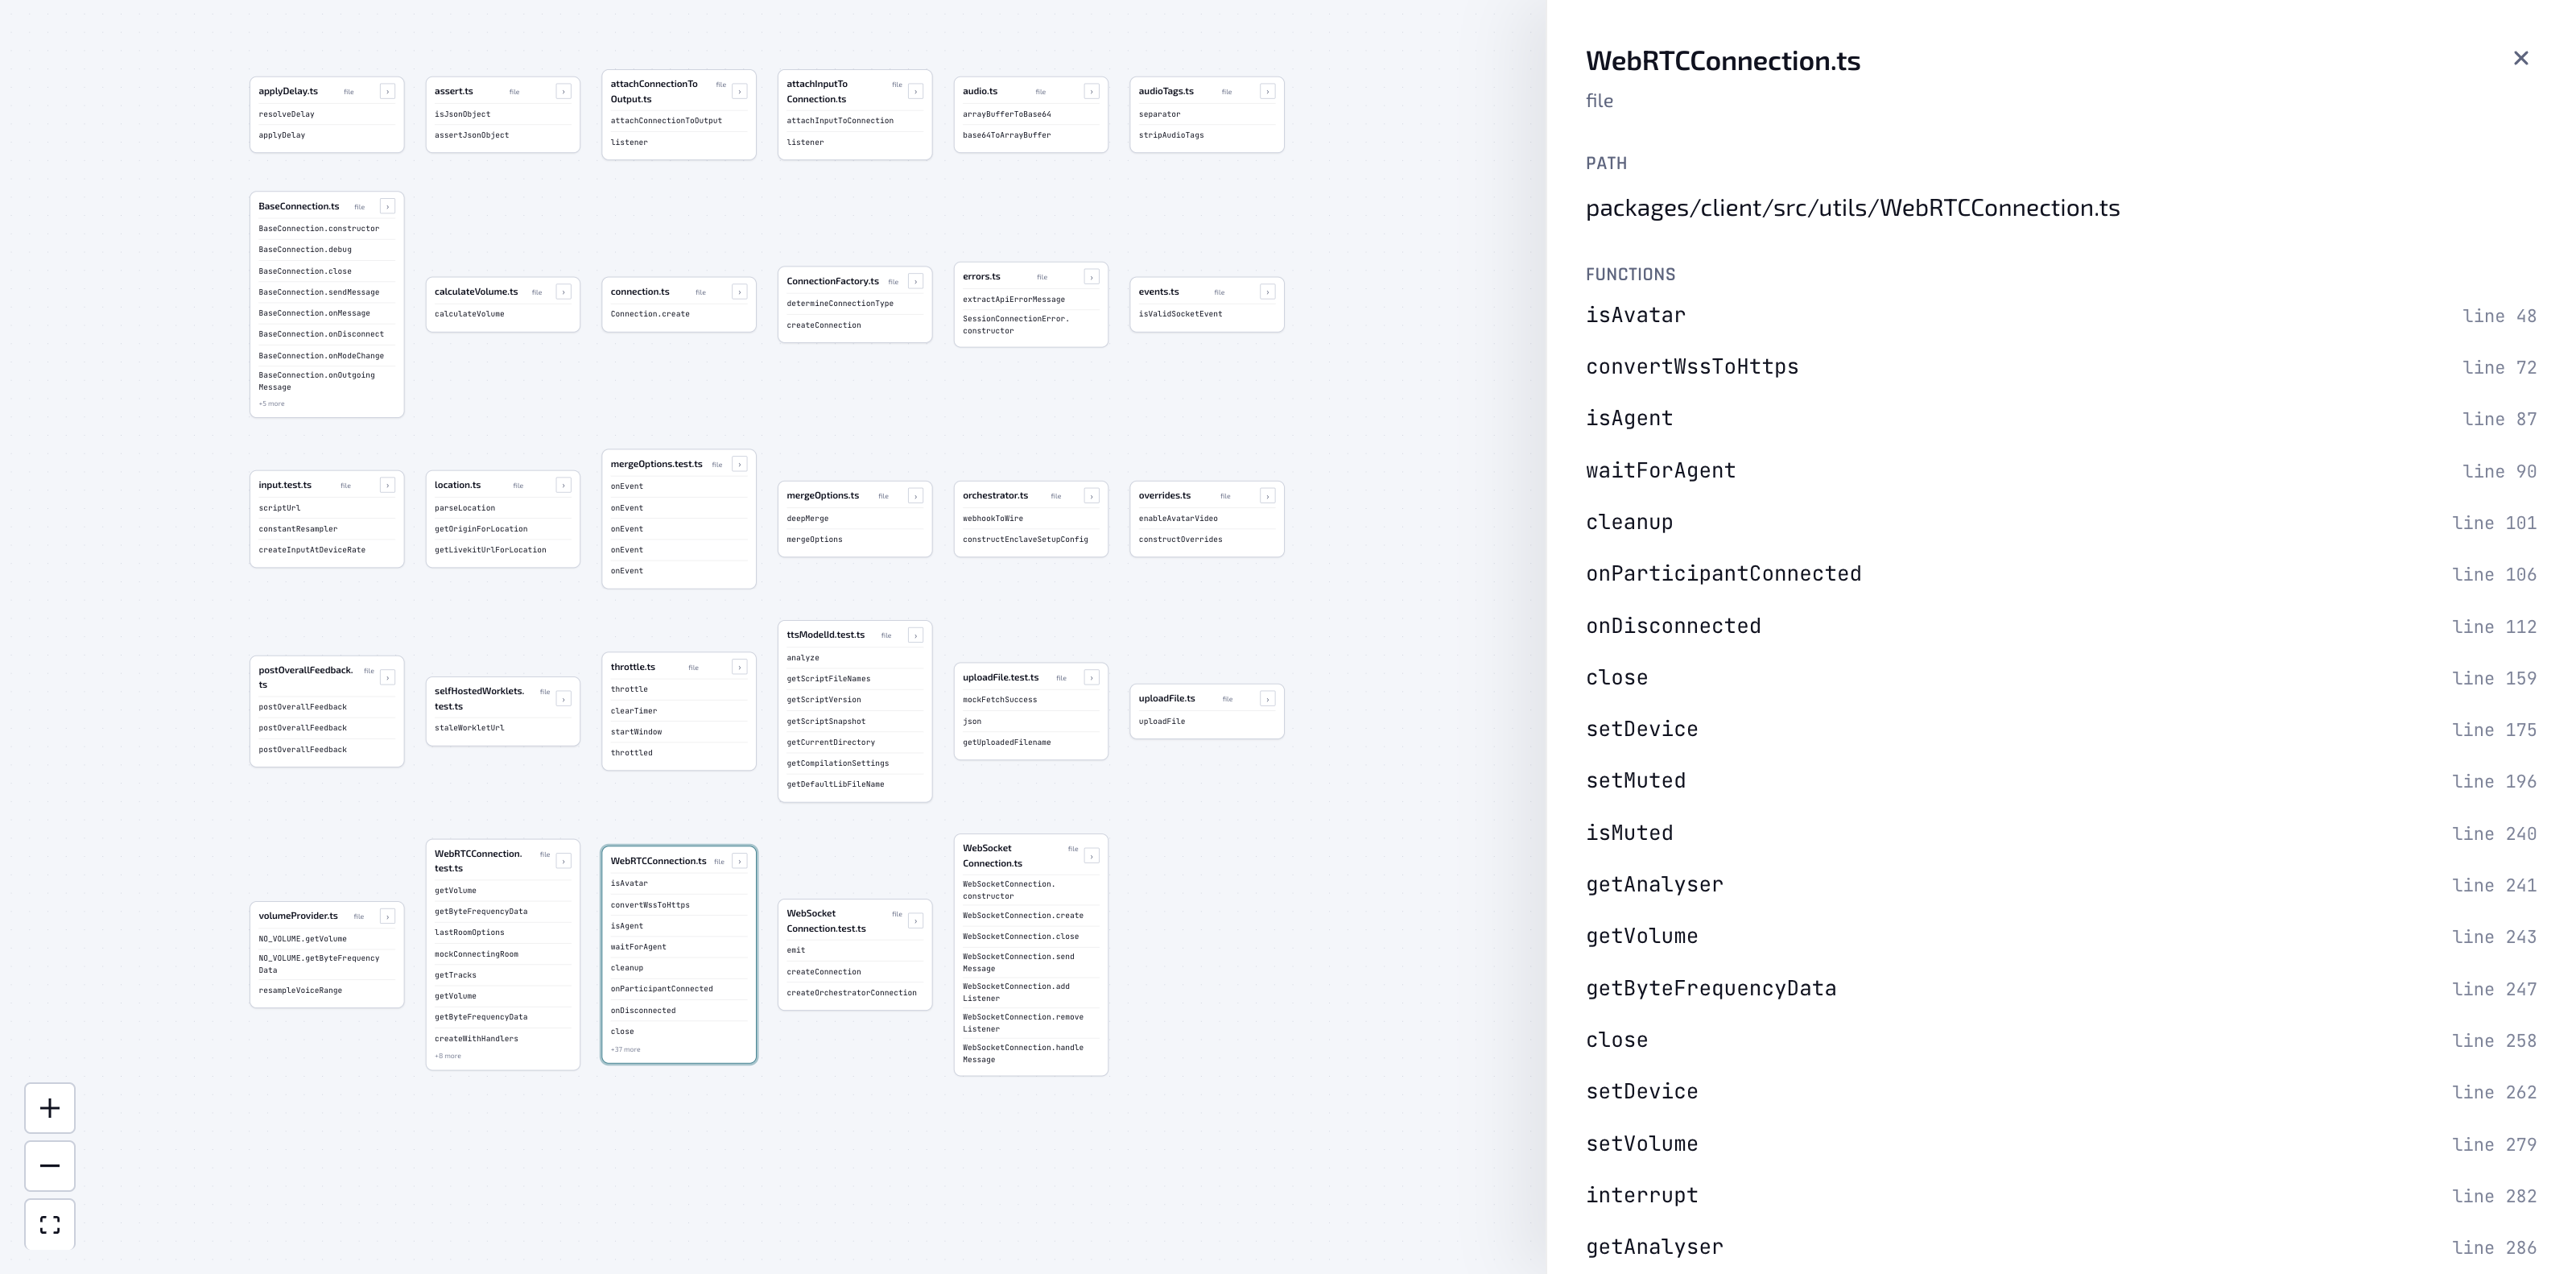 applyDelay.ts file
resolveDelay
applyDelay
assert.ts file
isJsonObject
assertJsonObject
attachConnectionTo file
Output.ts
attachConnectionToOutput
listener
attachInputTo file
Connection.ts
attachInputToConnection
listener
audio.ts file
arrayBufferToBase64
base64ToArrayBuffer
audioTags.ts file
separator
stripAudioTags
BaseConnection.ts file
BaseConnection.constructor
BaseConnection.debug
BaseConnection.close
BaseConnection.sendMessage
BaseConnection.onMessage
BaseConnection.onDisconnect
BaseConnection.onModeChange
BaseConnection.onOutgoing
Message
+5 more
calculateVolume.ts file
calculateVolume
connection.ts file
Connection.create
ConnectionFactory.ts file
determineConnectionType
createConnection
errors.ts file
extractApiErrorMessage
SessionConnectionError.
constructor
events.ts file
isValidSocketEvent
input.test.ts file
scriptUrl
constantResampler
createInputAtDeviceRate
location.ts file
parseLocation
getOriginForLocation
getLivekitUrlForLocation
mergeOptions.test.ts file
onEvent
onEvent
onEvent
onEvent
onEvent
mergeOptions.ts file
deepMerge
mergeOptions
orchestrator.ts file
webhookToWire
constructEnclaveSetupConfig
overrides.ts file
enableAvatarVideo
constructOverrides
postOverallFeedback. file
ts
postOverallFeedback
postOverallFeedback
postOverallFeedback
selfHostedWorklets. file
test.ts
staleWorkletUrl
throttle.ts file
throttle
clearTimer
startWindow
throttled
ttsModelId.test.ts file
analyze
getScriptFileNames
getScriptVersion
getScriptSnapshot
getCurrentDirectory
getCompilationSettings
getDefaultLibFileName
uploadFile.test.ts file
mockFetchSuccess
json
getUploadedFilename
uploadFile.ts file
uploadFile
volumeProvider.ts file
NO_VOLUME.getVolume
NO_VOLUME.getByteFrequency
Data
resampleVoiceRange
WebRTCConnection. file
test.ts
getVolume
getByteFrequencyData
lastRoomOptions
mockConnectingRoom
getTracks
getVolume
getByteFrequencyData
createWithHandlers
+8 more
WebRTCConnection.ts file
isAvatar
convertWssToHttps
isAgent
waitForAgent
cleanup
onParticipantConnected
onDisconnected
close
+37 more
WebSocket file
Connection.test.ts
emit
createConnection
createOrchestratorConnection
WebSocket file
Connection.ts
WebSocketConnection.
constructor
WebSocketConnection.create
WebSocketConnection.close
WebSocketConnection.send
Message
WebSocketConnection.add
Listener
WebSocketConnection.remove
Listener
WebSocketConnection.handle
Message
WebRTCConnection.ts
file
PATH
packages/client/src/utils/WebRTCConnection.ts
FUNCTIONS
isAvatar line 48
convertWssToHttps line 72
isAgent line 87
waitForAgent line 90
cleanup line 101
onParticipantConnected line 106
onDisconnected line 112
close line 159
setDevice line 175
setMuted line 196
isMuted line 240
getAnalyser line 241
getVolume line 243
getByteFrequencyData line 247
close line 258
setDevice line 262
setVolume line 279
interrupt line 282
getAnalyser line 286